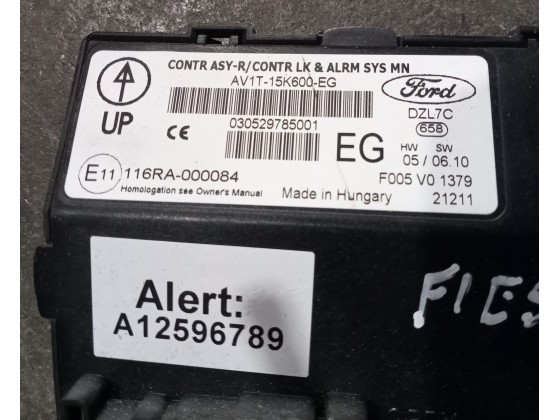 CONTR ASY-R/CONTR LK & ALRM SYS MN
AV1T-15K600-EG
Ford
DZL7C
658
UP
CE
030529785001
EG
HW SW
05 / 06.10
E11 116RA-000084
Homologation see Owner's Manual
Made in Hungary
F005 V0 1379
21211
Alert:
A12596789
FIES